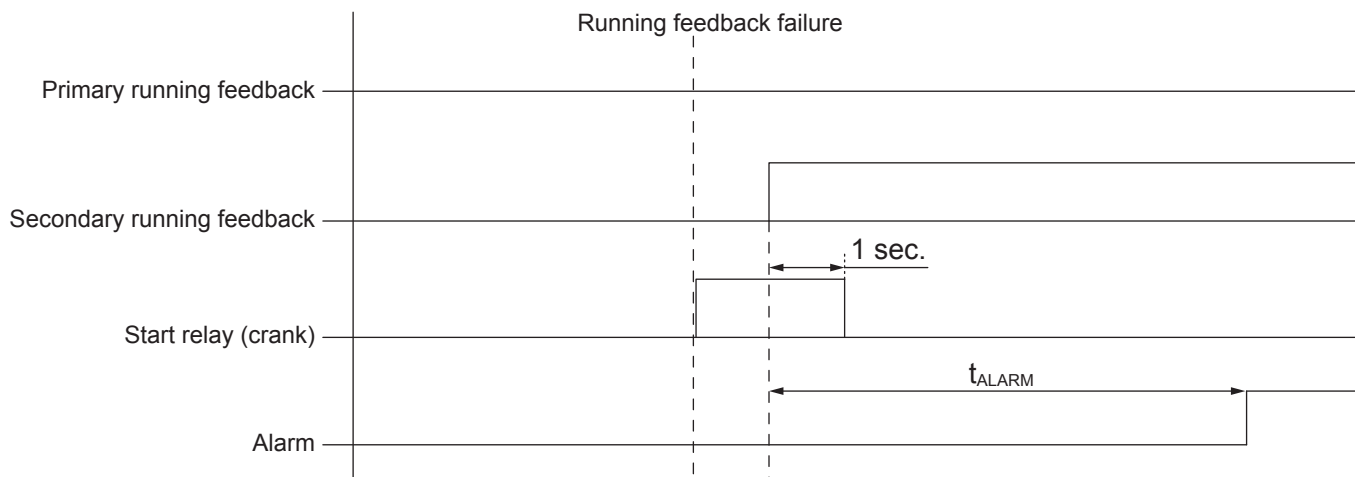 Running feedback failure
Primary running feedback
Secondary running feedback
1 sec.
Start relay (crank)
tALARM
Alarm